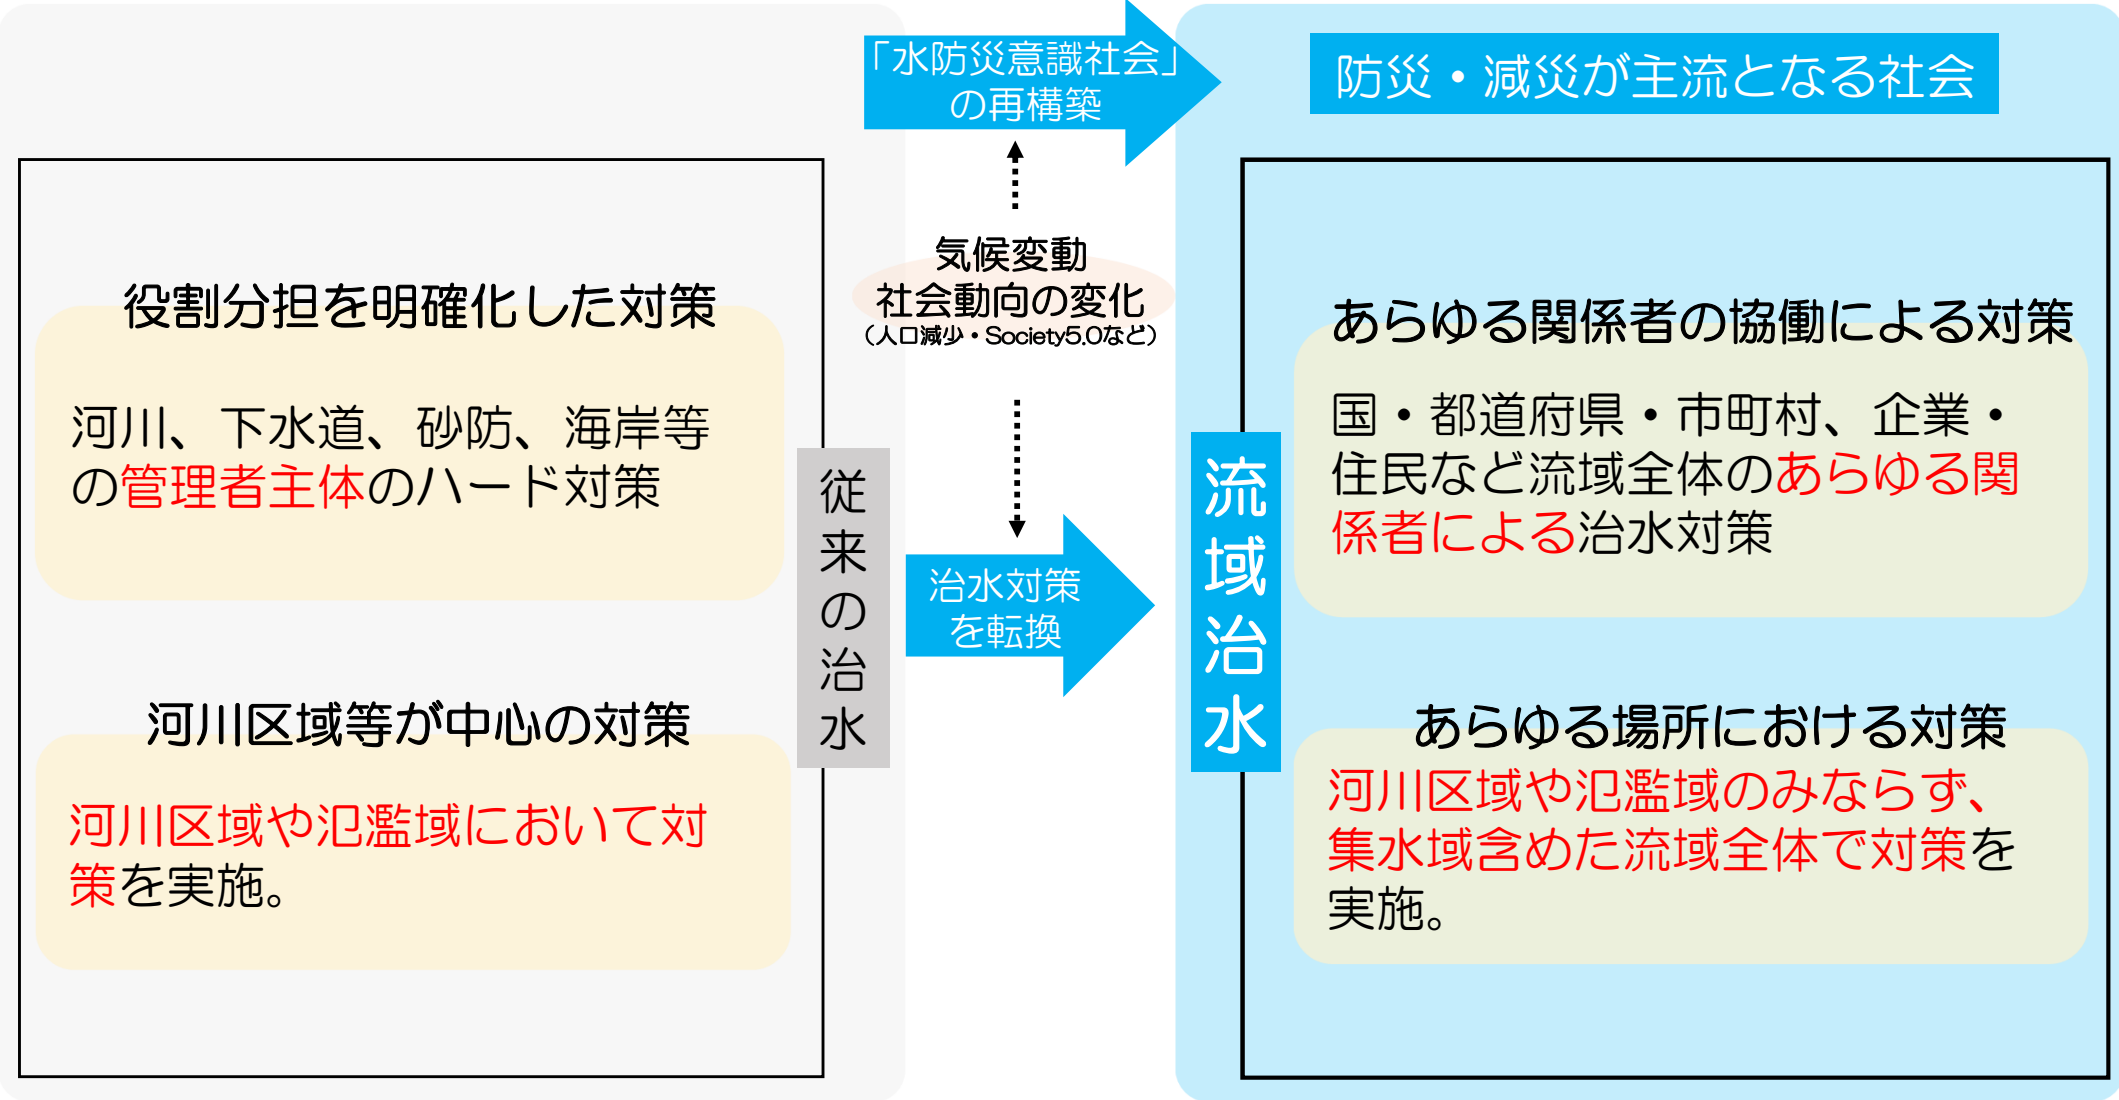 役割分担を明確化した対策
河川、下水道、砂防、海岸等
の管理者主体のハード対策
河川区域等が中心の対策
河川区域や氾濫域において対
策を実施。
従来の治水
「水防災意識社会」
の再構築
気候変動
社会動向の変化
（人口減少・Society5.0など）
治水対策
を転換
防災・減災が主流となる社会
流域治水
あらゆる関係者の協働による対策
国・都道府県・市町村、企業・
住民など流域全体のあらゆる関
係者による治水対策
あらゆる場所における対策
河川区域や氾濫域のみならず、
集水域含めた流域全体で対策を
実施。